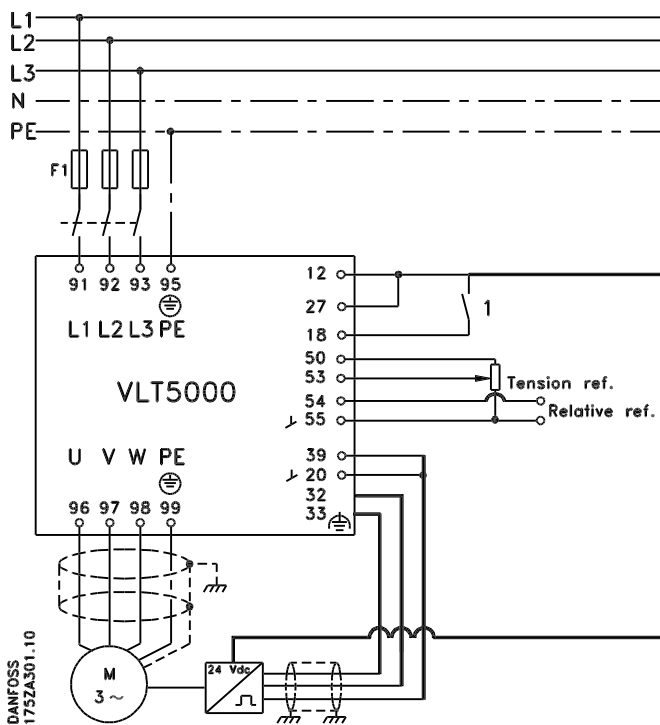 L1
L2
L3
N
PE
F1
91 92 93 95
L1 L2 L3 PE
VLT5000
U V W PE
96 97 98 99
12
27
18
50
53
54
55
39
20
32
33
1
Tension ref.
Relative ref.
M
3 ~
24 Vdc
DANFOSS
175ZA301.10